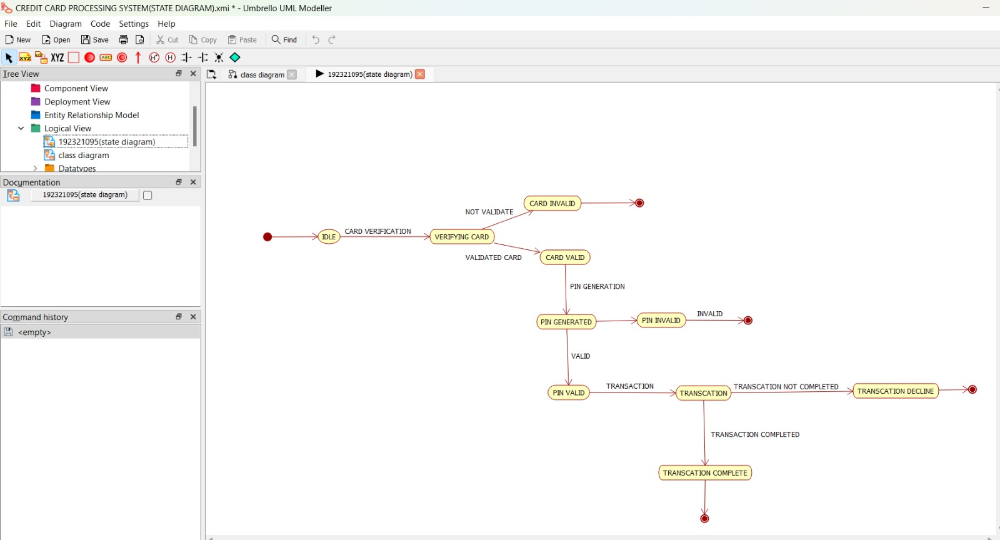 CREDIT CARD PROCESSING SYSTEM(STATE DIAGRAM).xmi * - Umbrello UML Modeller
File Edit Diagram Code Settings Help
New Open Save Cut Copy Paste Find
XYZ XYZ XYZ ABC H* H
Tree View
class diagram 192321095(state diagram)
Component View
Deployment View
Entity Relationship Model
Logical View
192321095(state diagram)
class diagram
Datatypes
Documentation
192321095(state diagram)
Command history
<empty>
CARD INVALID
NOT VALIDATE
IDLE CARD VERIFICATION VERIFYING CARD
VALIDATED CARD CARD VALID
PIN GENERATION
PIN GENERATED PIN INVALID INVALID
VALID
PIN VALID TRANSACTION TRANSCATION TRANSCATION NOT COMPLETED TRANSCATION DECLINE
TRANSACTION COMPLETED
TRANSCATION COMPLETE